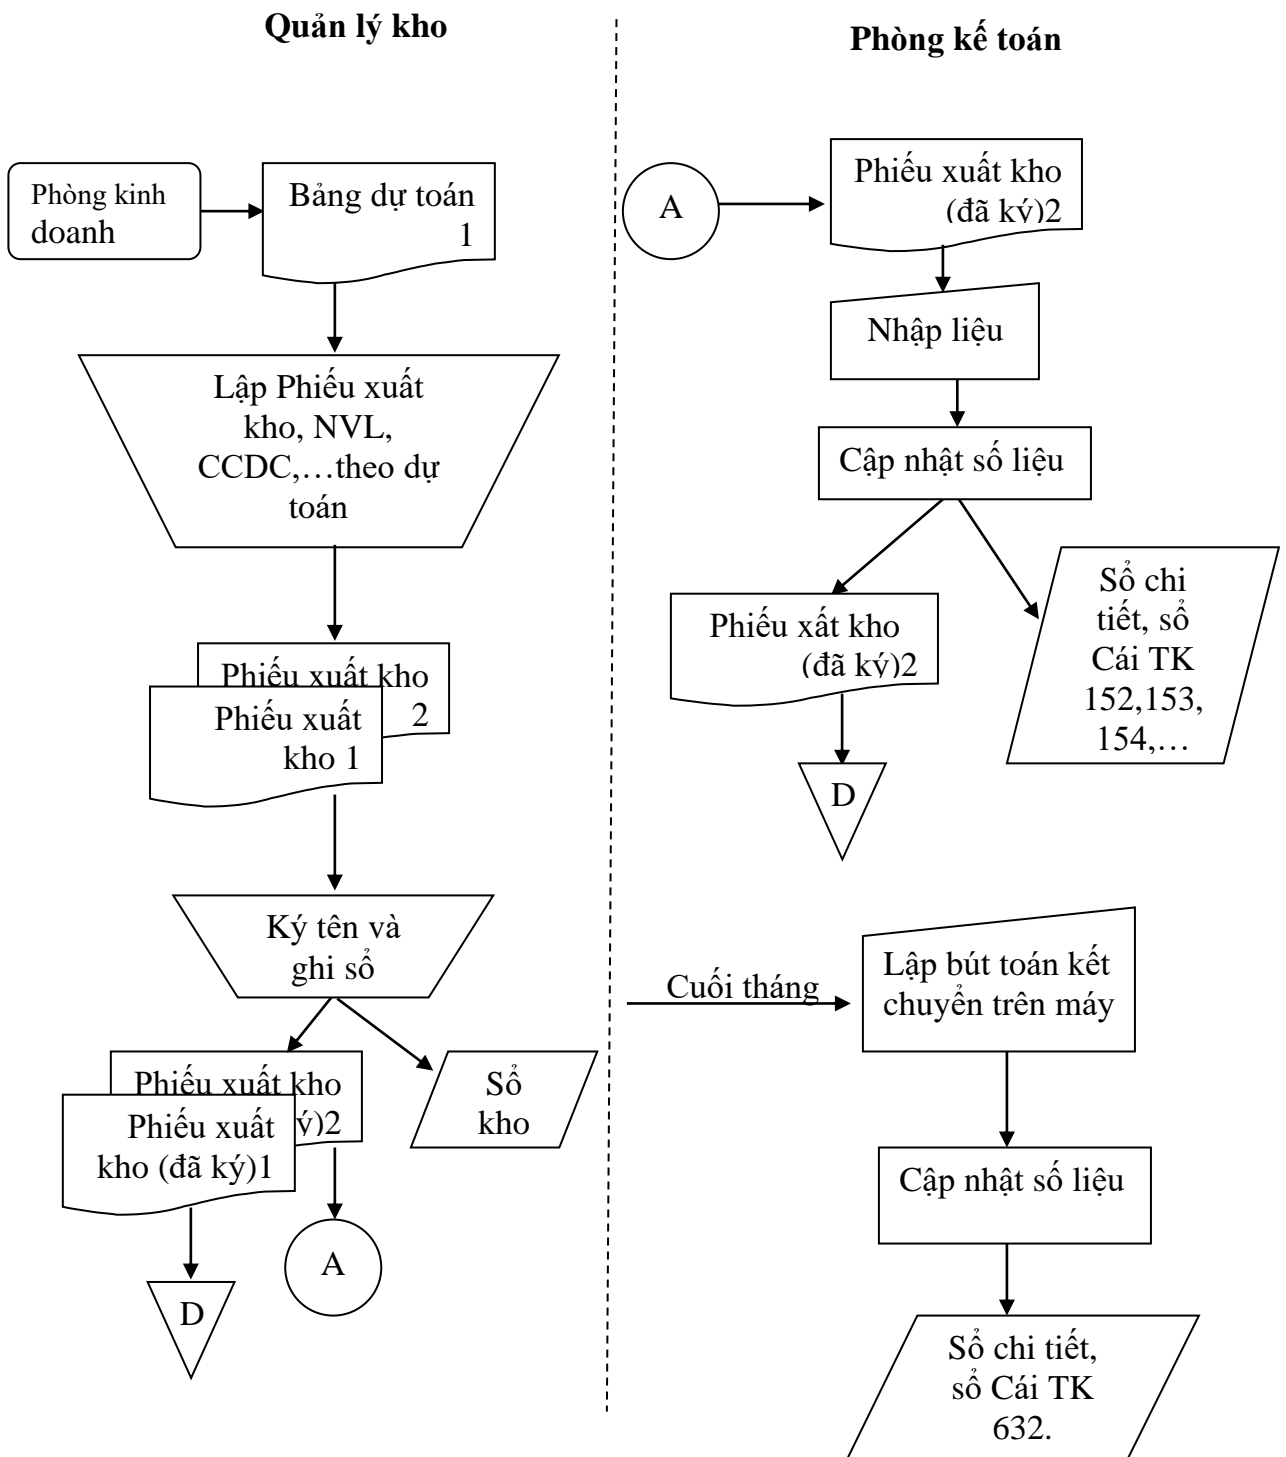 Quản lý kho
Phòng kinh
doanh
Bảng dự toán
1
Lập Phiếu xuất
kho, NVL,
CCDC,…theo dự
toán
Phiếu xuất kho
2
Phiếu xuất
kho 1
Ký tên và
ghi sổ
Phiếu xuất kho
ý)2
Phiếu xuất
kho (đã ký)1
Sổ
kho
D
A
Phòng kế toán
A
Phiếu xuất kho
(đã ký)2
Nhập liệu
Cập nhật số liệu
Phiếu xất kho
(đã ký)2
Sổ chi
tiết, sổ
Cái TK
152,153,
154,…
D
Cuối tháng
Lập bút toán kết
chuyển trên máy
Cập nhật số liệu
Sổ chi tiết,
sổ Cái TK
632.